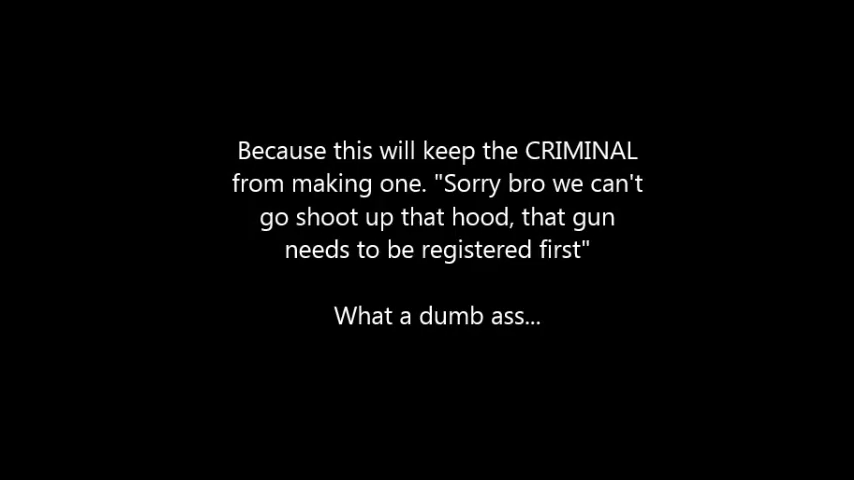 Because this will keep the CRIMINAL
from making one. "Sorry bro we can't
go shoot up that hood, that gun
needs to be registered first"
What a dumb ass...